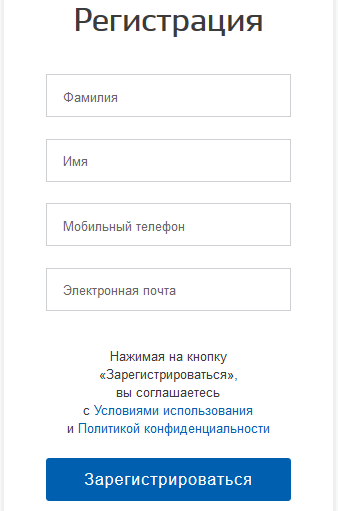 Регистрация
Фамилия
Имя
Мобильный телефон
Электронная почта
Нажимая на кнопку
«Зарегистрироваться»,
вы соглашаетесь
с Условиями использования
и Политикой конфиденциальности
Зарегистрироваться